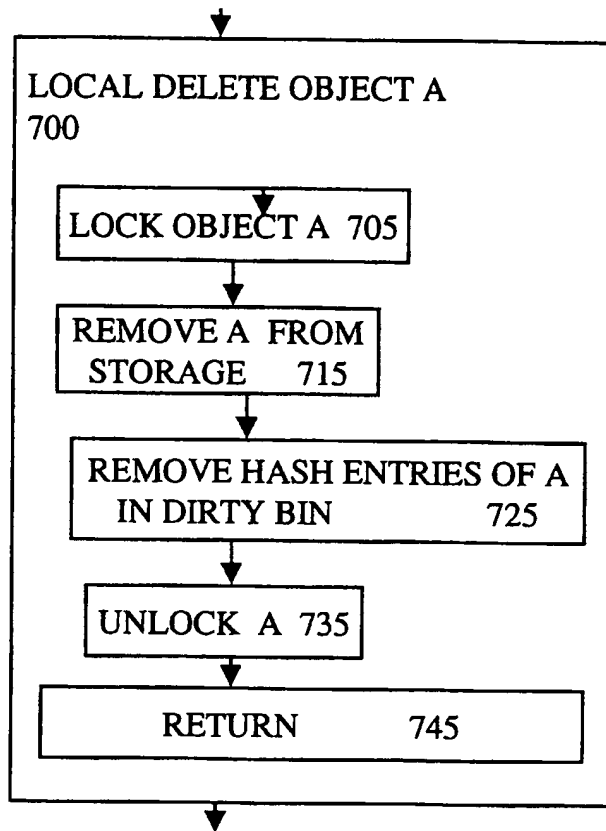 LOCAL DELETE OBJECT A
700
LOCK OBJECT A 705
REMOVE A FROM
STORAGE 715
REMOVE HASH ENTRIES OF A
IN DIRTY BIN 725
UNLOCK A 735
RETURN 745